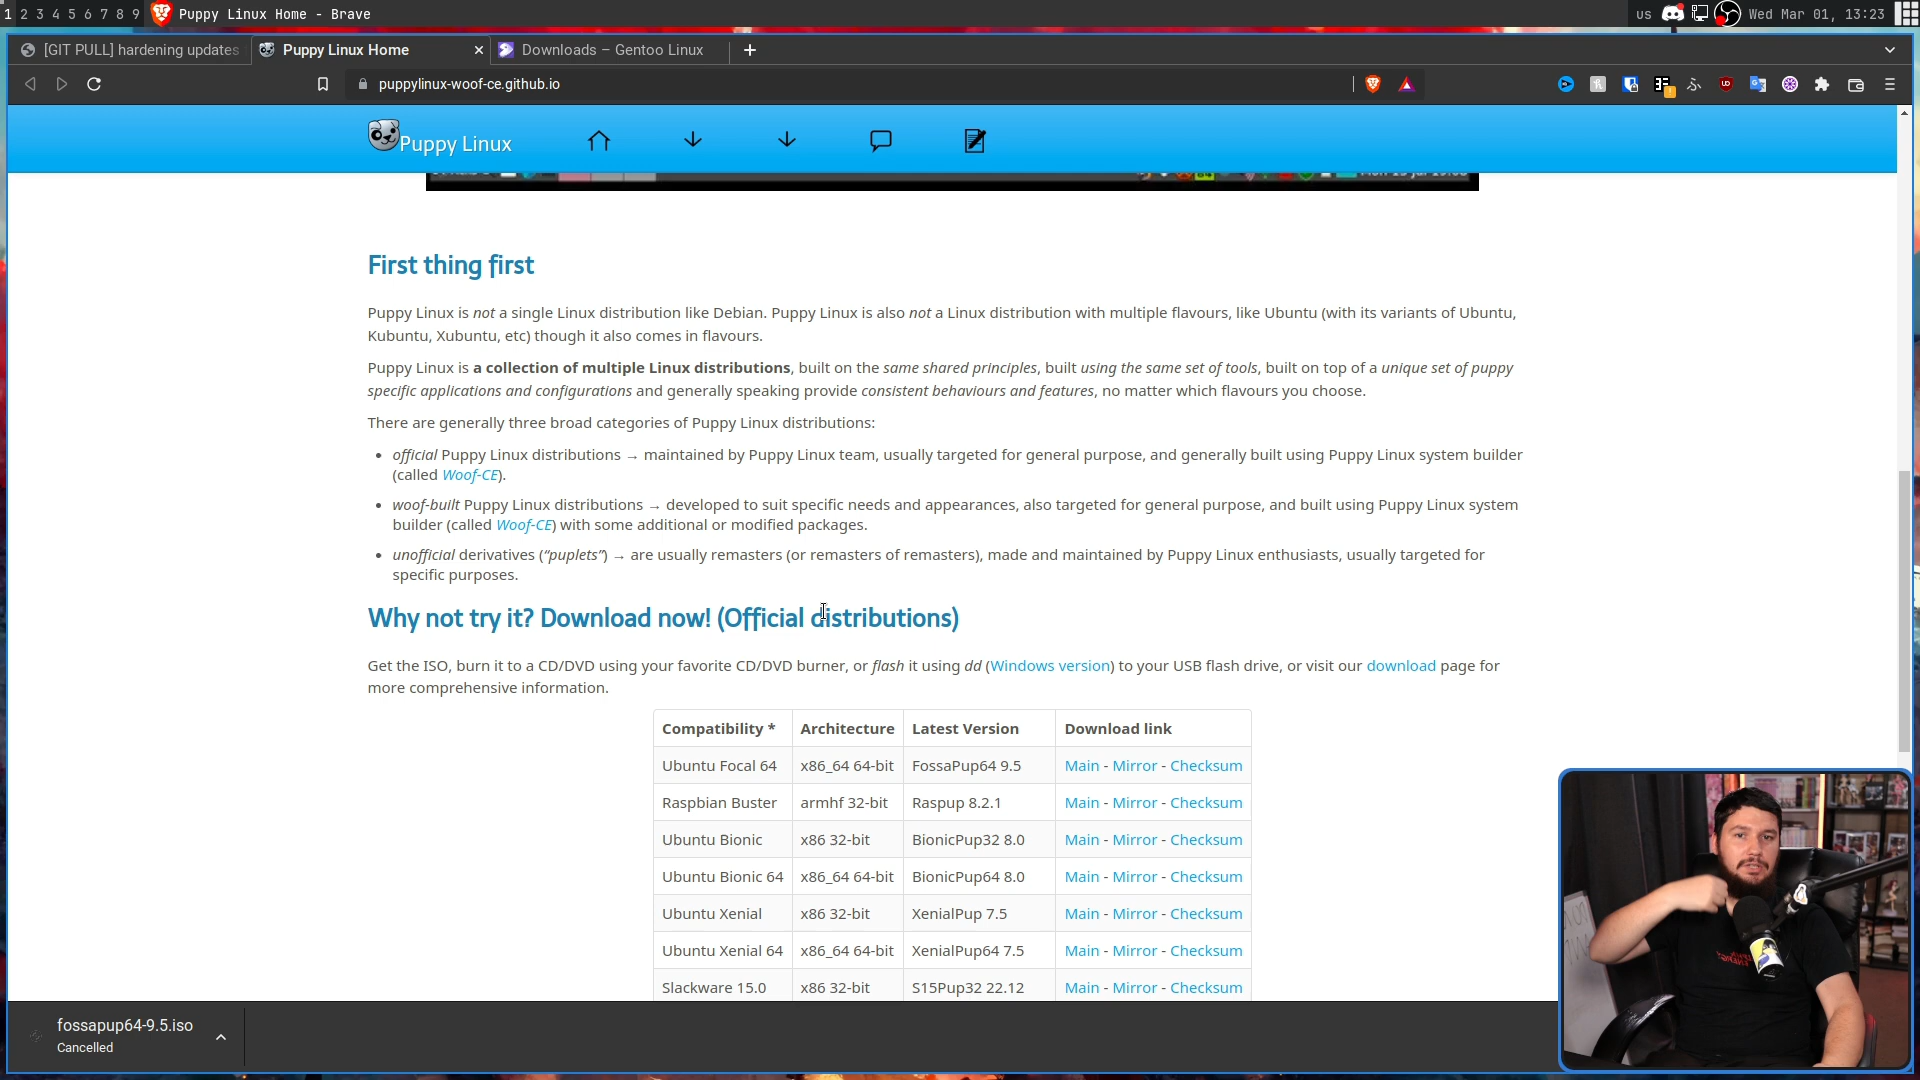 1 2 3 4 5 6 7 8 9 Puppy Linux Home - Brave
us Wed Mar 01, 13:23
[GIT PULL] hardening updates
Puppy Linux Home
Downloads – Gentoo Linux
puppylinux-woof-ce.github.io
Puppy Linux
First thing first
Puppy Linux is not a single Linux distribution like Debian. Puppy Linux is also not a Linux distribution with multiple flavours, like Ubuntu (with its variants of Ubuntu,
Kubuntu, Xubuntu, etc) though it also comes in flavours.
Puppy Linux is a collection of multiple Linux distributions, built on the same shared principles, built using the same set of tools, built on top of a unique set of puppy
specific applications and configurations and generally speaking provide consistent behaviours and features, no matter which flavours you choose.
There are generally three broad categories of Puppy Linux distributions:
• official Puppy Linux distributions → maintained by Puppy Linux team, usually targeted for general purpose, and generally built using Puppy Linux system builder
(called Woof-CE).
• woof-built Puppy Linux distributions → developed to suit specific needs and appearances, also targeted for general purpose, and built using Puppy Linux system
builder (called Woof-CE) with some additional or modified packages.
• unofficial derivatives (“puplets”) → are usually remasters (or remasters of remasters), made and maintained by Puppy Linux enthusiasts, usually targeted for
specific purposes.
Why not try it? Download now! (Official distributions)
Get the ISO, burn it to a CD/DVD using your favorite CD/DVD burner, or flash it using dd (Windows version) to your USB flash drive, or visit our download page for
more comprehensive information.
Compatibility * Architecture Latest Version Download link
Ubuntu Focal 64 x86_64 64-bit FossaPup64 9.5 Main - Mirror - Checksum
Raspbian Buster armhf 32-bit Raspup 8.2.1 Main - Mirror - Checksum
Ubuntu Bionic x86 32-bit BionicPup32 8.0 Main - Mirror - Checksum
Ubuntu Bionic 64 x86_64 64-bit BionicPup64 8.0 Main - Mirror - Checksum
Ubuntu Xenial x86 32-bit XenialPup 7.5 Main - Mirror - Checksum
Ubuntu Xenial 64 x86_64 64-bit XenialPup64 7.5 Main - Mirror - Checksum
Slackware 15.0 x86 32-bit S15Pup32 22.12 Main - Mirror - Checksum
fossapup64-9.5.iso
Cancelled